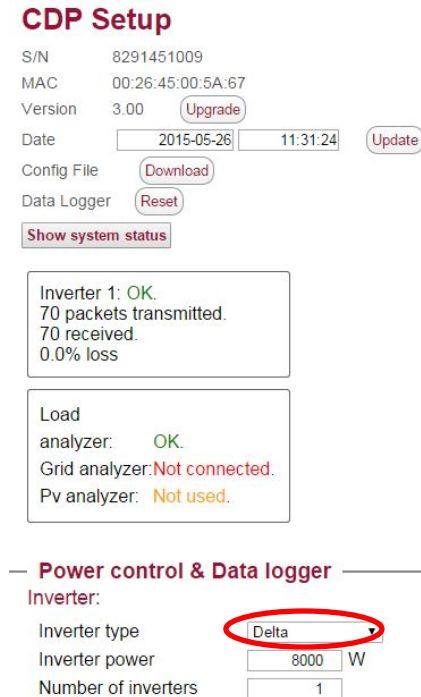 CDP Setup
S/N 8291451009
MAC 00:26:45:00:5A:67
Version 3.00 Upgrade
Date 2015-05-26 11:31:24 Update
Config File Download
Data Logger Reset
Show system status
Inverter 1: OK.
70 packets transmitted.
70 received.
0.0% loss
Load
analyzer: OK.
Grid analyzer:Not connected.
Pv analyzer: Not used.
Power control & Data logger
Inverter:
Inverter type Delta
Inverter power 8000 W
Number of inverters 1